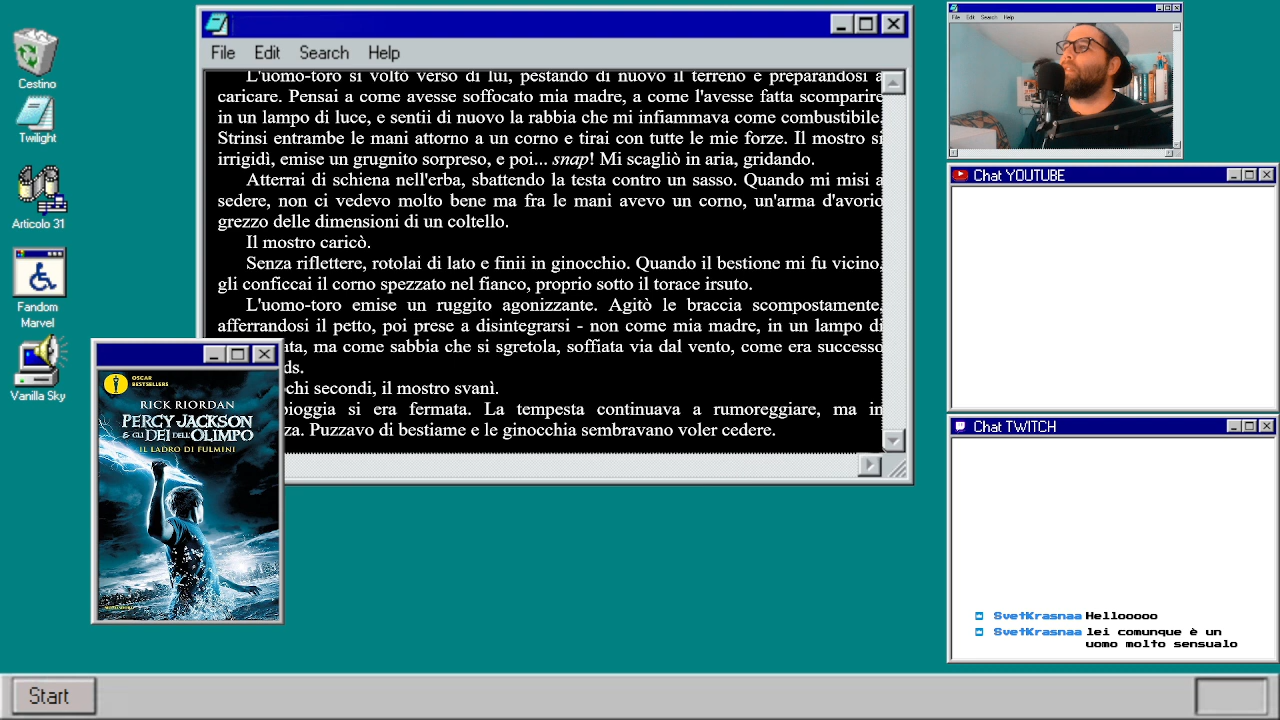 Cestino
Twilight
Articolo 31
Fandom
Marvel
Vanilla Sky
File Edit Search Help
L'uomo-toro si voltò verso di lui, pestando di nuovo il terreno e preparandosi a
caricare. Pensai a come avesse soffocato mia madre, a come l'avesse fatta scomparire
in un lampo di luce, e sentii di nuovo la rabbia che mi infiammava come combustibile.
Strinsi entrambe le mani attorno a un corno e tirai con tutte le mie forze. Il mostro si
irrigidì, emise un grugnito sorpreso, e poi... snap! Mi scagliò in aria, gridando.
Atterrai di schiena nell'erba, sbattendo la testa contro un sasso. Quando mi misi a
sedere, non ci vedevo molto bene ma fra le mani avevo un corno, un'arma d'avorio
grezzo delle dimensioni di un coltello.
Il mostro caricò.
Senza riflettere, rotolai di lato e finii in ginocchio. Quando il bestione mi fu vicino,
gli conficcai il corno spezzato nel fianco, proprio sotto il torace irsuto.
L'uomo-toro emise un ruggito agonizzante. Agitò le braccia scompostamente,
afferrandosi il petto, poi prese a disintegrarsi - non come mia madre, in un lampo di
ata, ma come sabbia che si sgretola, soffiata via dal vento, come era successo
ds.
chi secondi, il mostro svanì.
pioggia si era fermata. La tempesta continuava a rumoreggiare, ma in
za. Puzzavo di bestiame e le ginocchia sembravano voler cedere.
OSCAR
BESTSELLERS
RICK RIORDAN
PERCY JACKSON
& GLI DEI DELL'OLIMPO
IL LADRO DI FULMINI
MONDADORI
File Edit Search Help
Chat YOUTUBE
Chat TWITCH
SvetKrasnaa Hellooooo
SvetKrasnaa lei comunque è un
uomo molto sensualo
Start